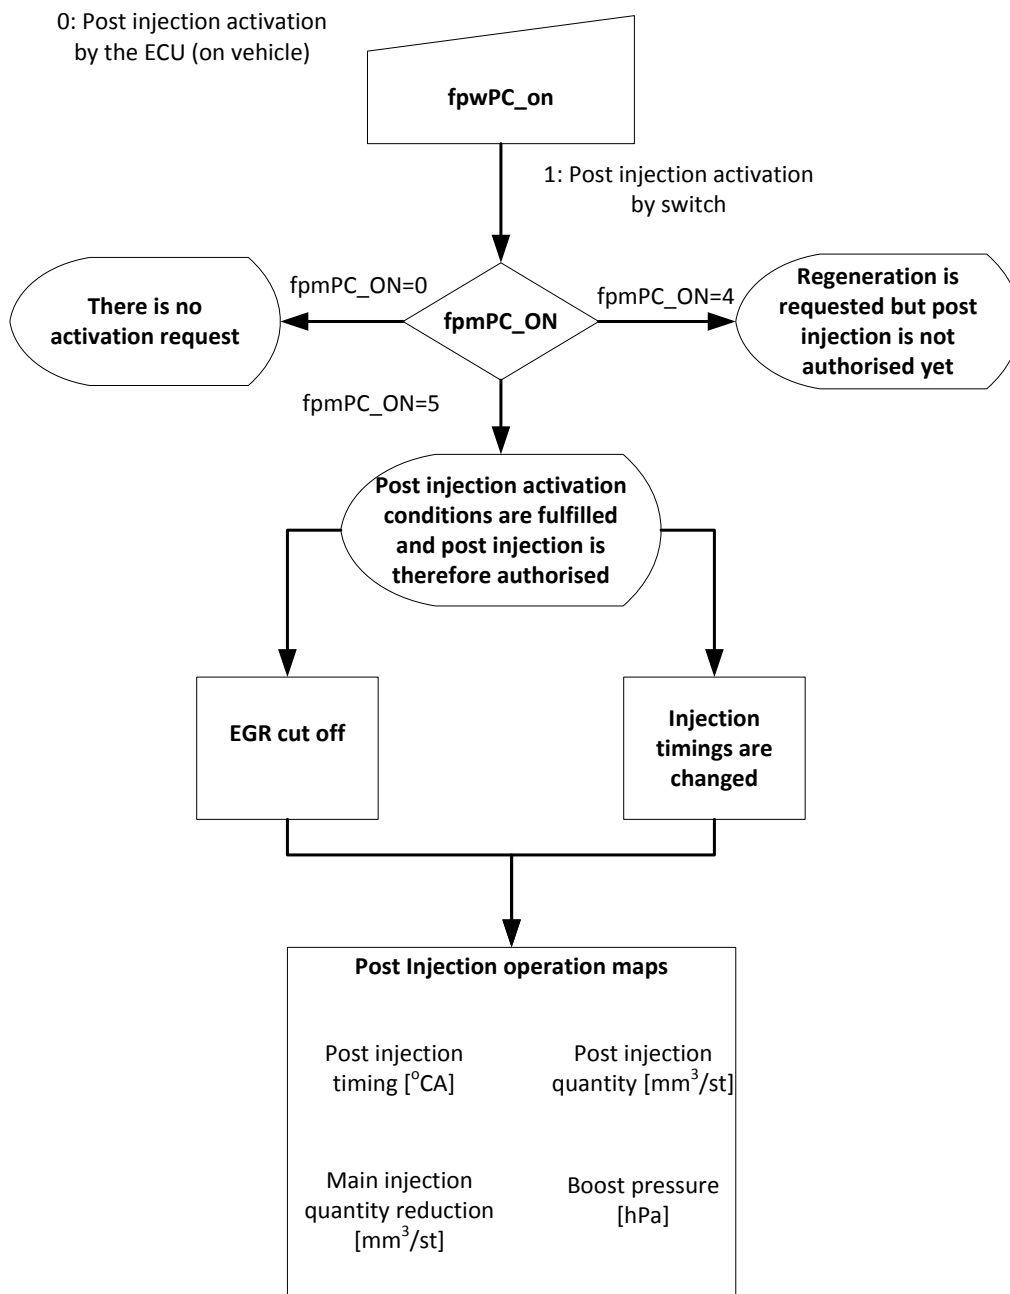 0: Post injection activation
by the ECU (on vehicle)
fpwPC_on
1: Post injection activation
by switch
fpmPC_ON=0
fpmPC_ON=4
There is no
activation request
fpmPC_ON
Regeneration is
requested but post
injection is not
authorised yet
fpmPC_ON=5
Post injection activation
conditions are fulfilled
and post injection is
therefore authorised
EGR cut off
Injection
timings are
changed
Post Injection operation maps
Post injection
timing [°CA]
Post injection
quantity [mm³/st]
Main injection
quantity reduction
[mm³/st]
Boost pressure
[hPa]